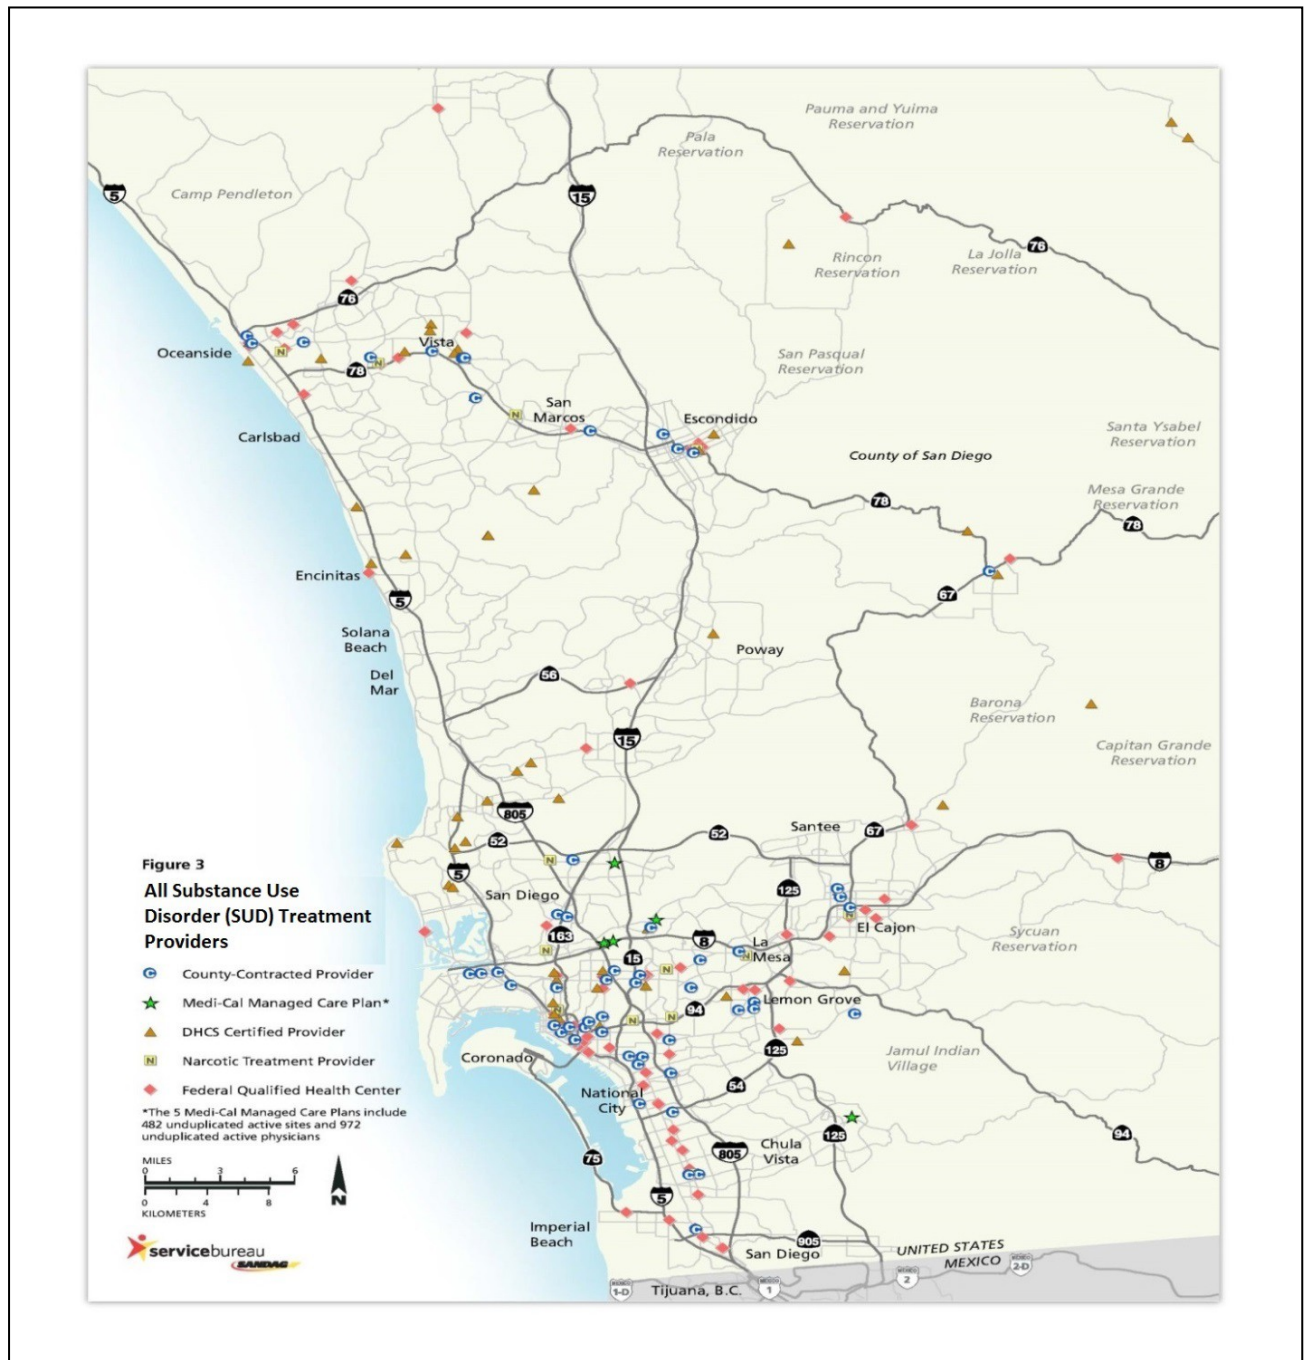 Pauma and Yuima
Reservation
Pala
Reservation
Camp Pendleton
5
15
76
Rincon
Reservation
La Jolla
Reservation
76
Oceanside
Vista
78
San Pasqual
Reservation
San
Marcos
Escondido
Carlsbad
Santa Ysabel
Reservation
County of San Diego
Mesa Grande
Reservation
78
78
Encinitas
5
67
Solana
Beach
Poway
Del
Mar
56
Barona
Reservation
15
Capitan Grande
Reservation
805
52
52
Santee
67
8
Figure 3
All Substance Use
Disorder (SUD) Treatment
Providers
5
San Diego
125
163
El Cajon
8
La
Mesa
15
Sycuan
Reservation
C County-Contracted Provider
Medi-Cal Managed Care Plan*
DHCS Certified Provider
N Narcotic Treatment Provider
Federal Qualified Health Center
*The 5 Medi-Cal Managed Care Plans include
482 unduplicated active sites and 972
unduplicated active physicians
94
Lemon Grove
Coronado
125
Jamul Indian
Village
54
National
City
125
94
Chula
Vista
805
75
5
MILES
0 3 6
0 4 8
KILOMETERS
N
Imperial
Beach
905
San Diego
UNITED STATES
MEXICO
servicebureau
SANDAG
1-D
Tijuana, B.C.
1
2
2-D